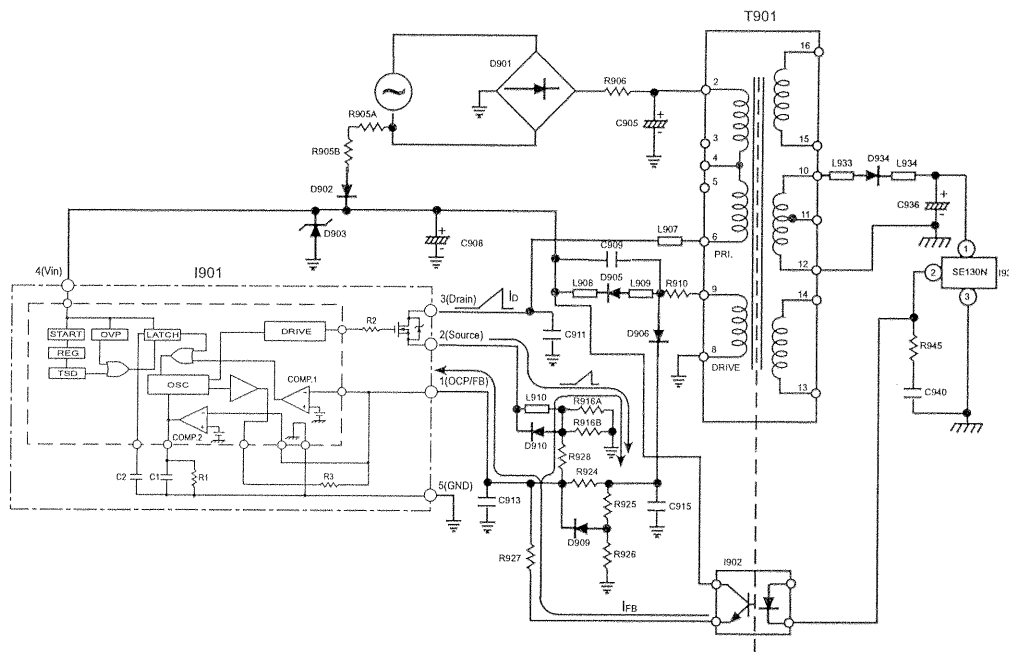 T901
16
D901
R906
2
C905
+
-
R905A
R905B
3
4
5
15
10
L933
D934
L934
C936
+
-
11
D902
D903
C908
+
-
L907
6
PRI.
12
C909
1
2
SE130N
3
4(Vin)
I901
L908
D905
L909
R910
9
14
3(Drain)
ID
R2
DRIVE
START
OVP
LATCH
REG
TSD
OSC
COMP.1
COMP.2
2(Source)
C911
D906
8
DRIVE
1(OCP/FB)
R945
13
C940
L910
R916A
R916B
D910
R928
R924
C2
C1
R1
R3
5(GND)
C913
R925
C915
D909
R926
R927
I902
IFB